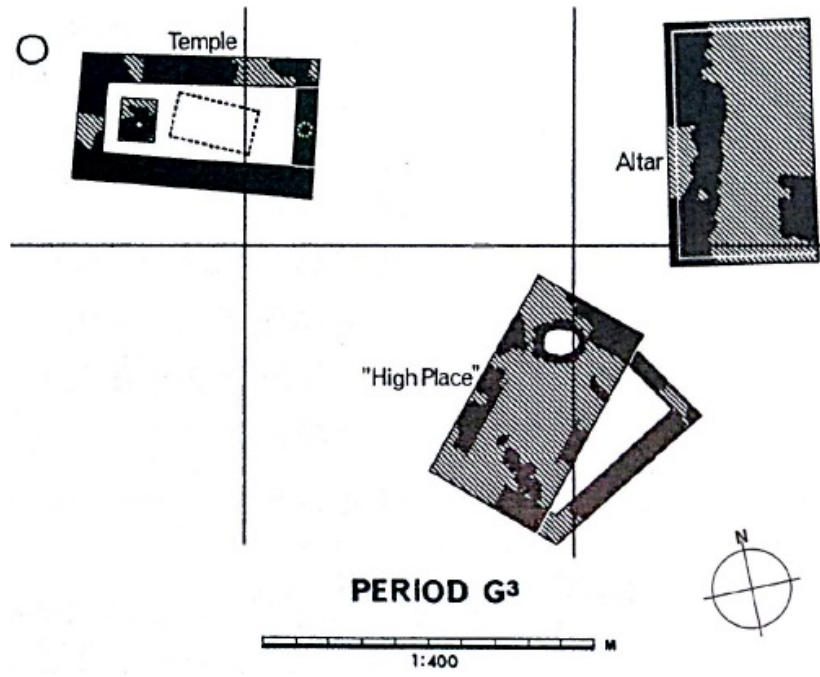 Temple
Altar
"High Place"
N
PERIOD G³
M
1:400